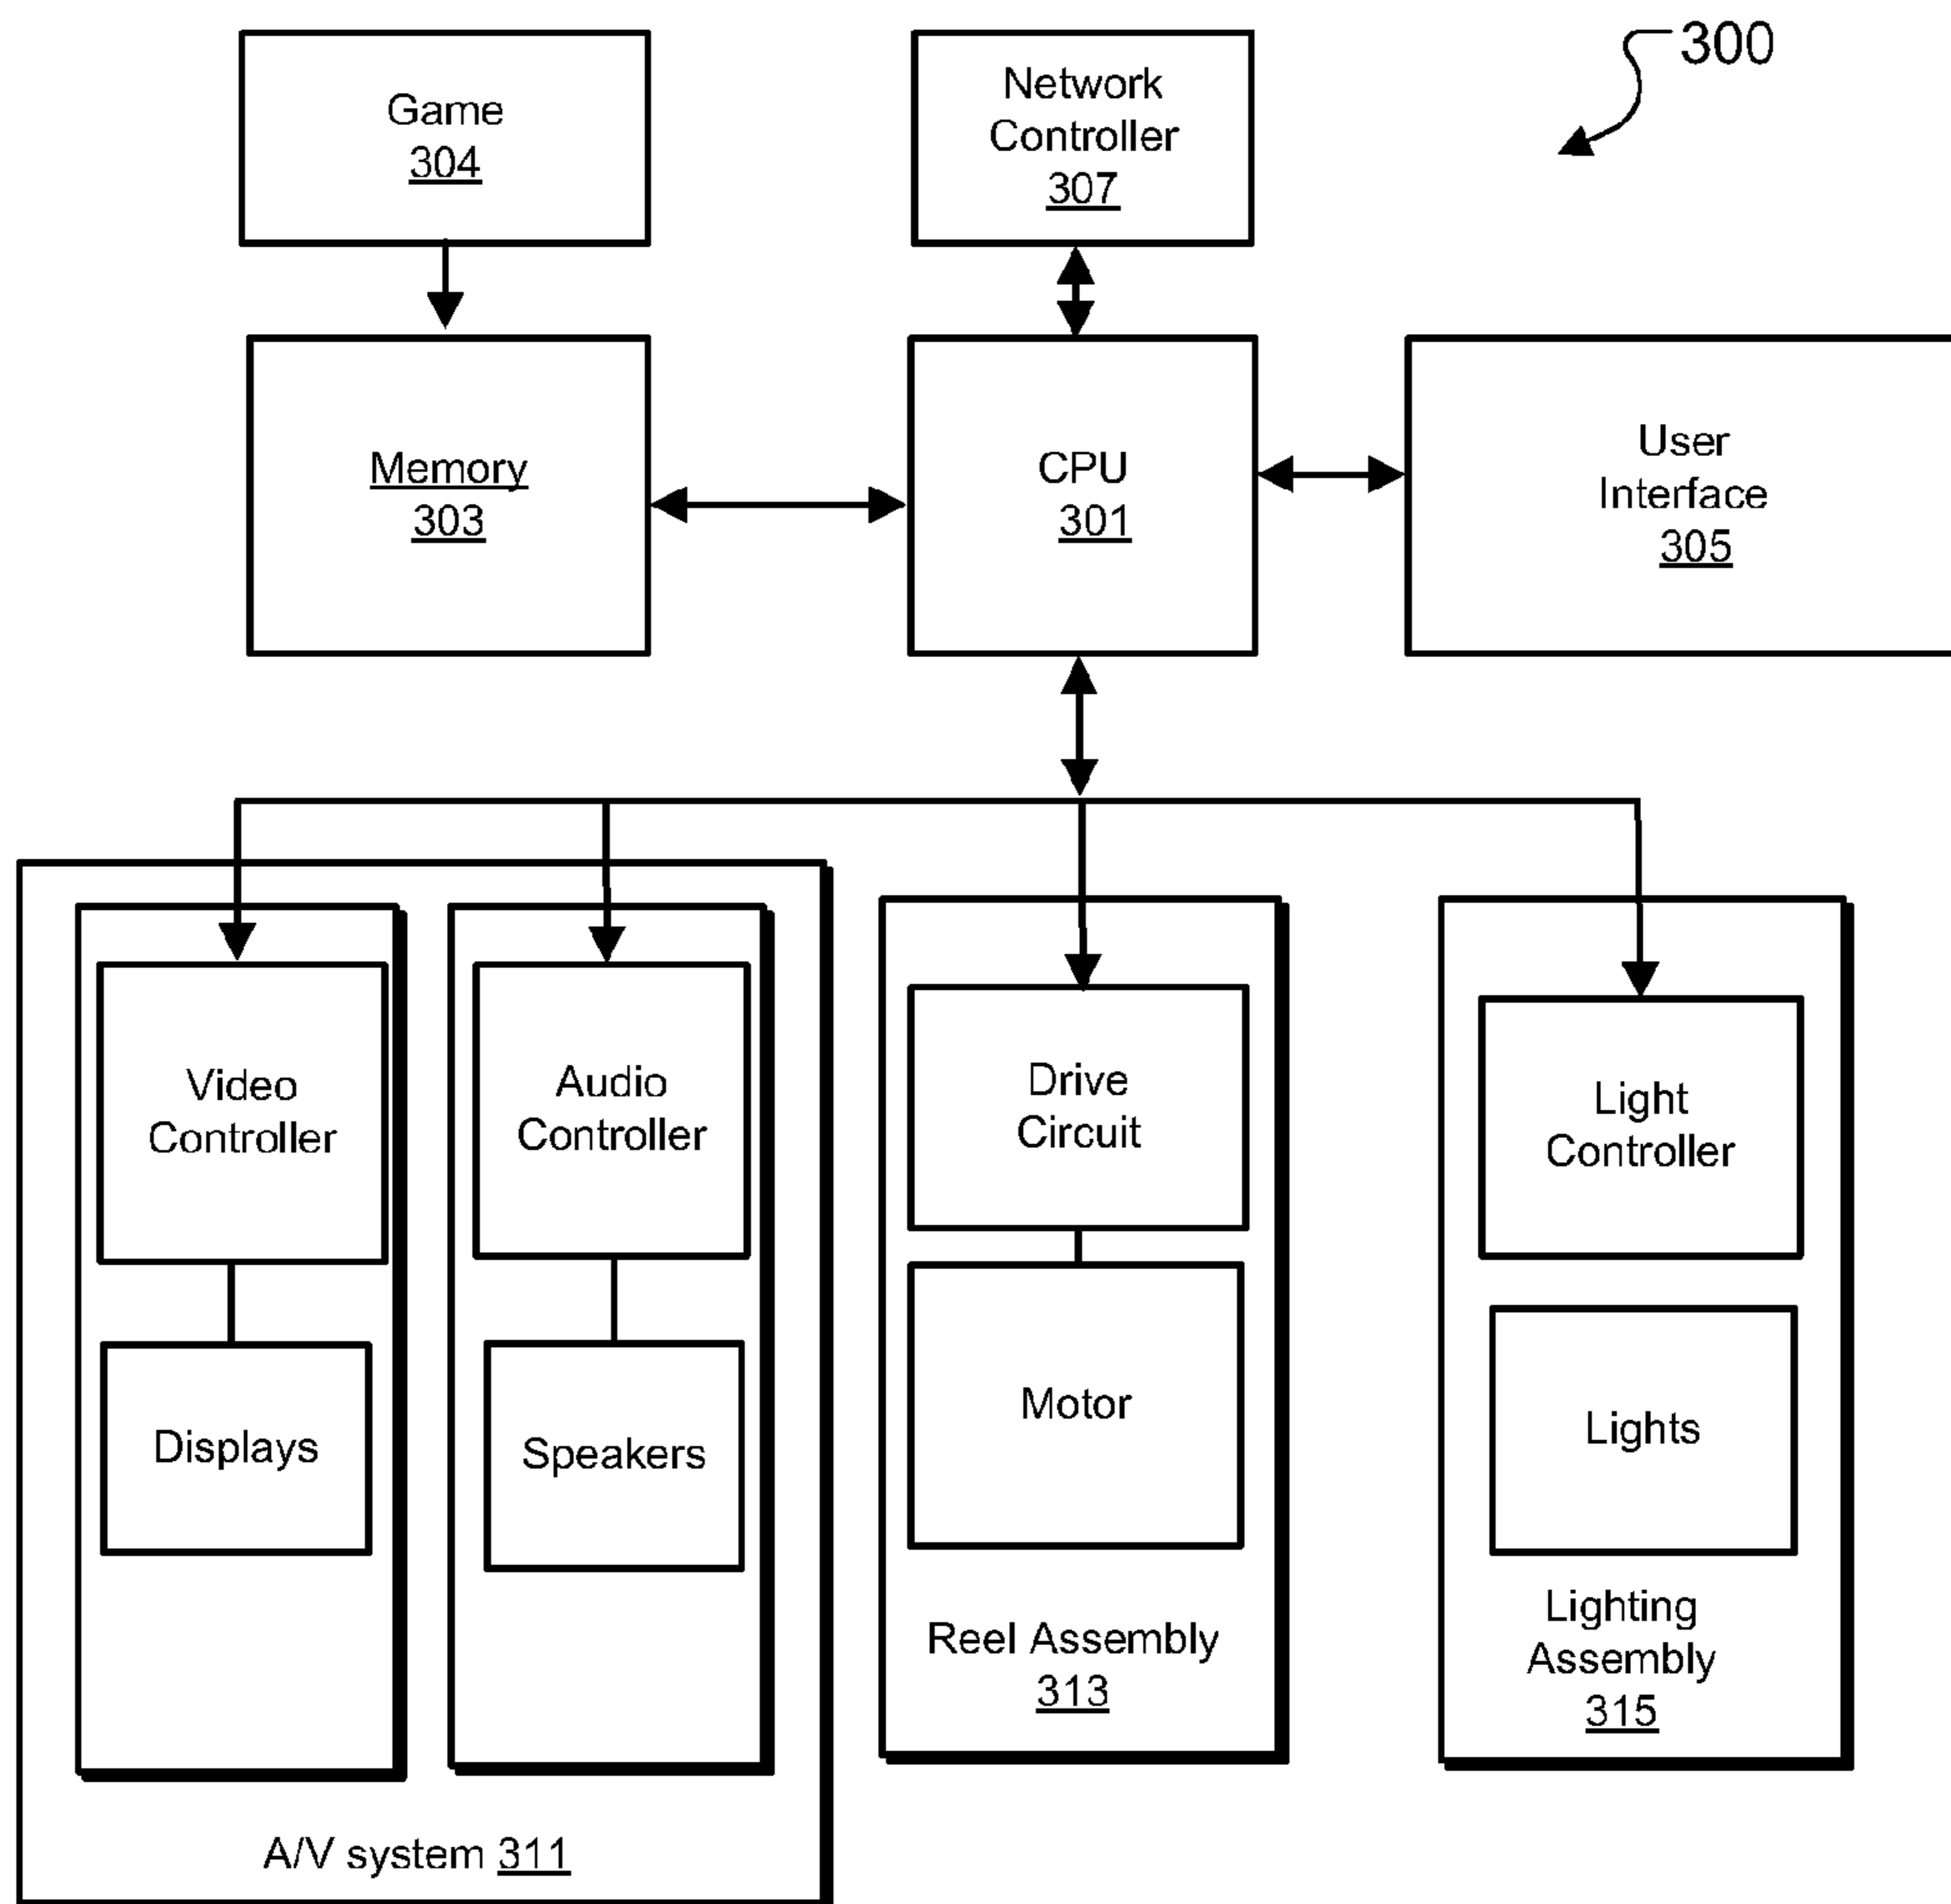 300
Game
304
Network
Controller
307
Memory
303
CPU
301
User
Interface
305
Video
Controller
Displays
Audio
Controller
Speakers
A/V system 311
Drive
Circuit
Motor
Reel Assembly
313
Light
Controller
Lights
Lighting
Assembly
315